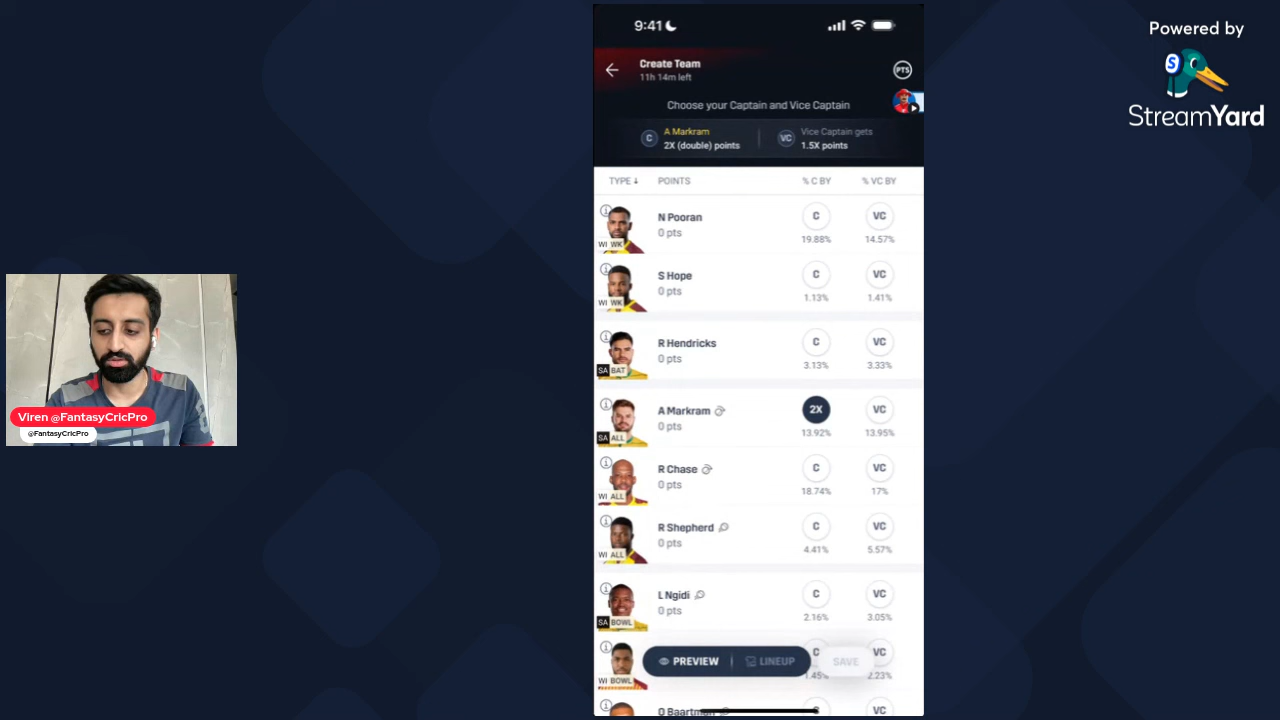 9:41
Powered by
StreamYard
Create Team
11h 14m left
PTS
Choose your Captain and Vice Captain
C A Markram
2X (double) points
VC Vice Captain gets
1.5X points
TYPE POINTS % C BY % VC BY
N Pooran
0 pts
WI WK
C 19.88%
VC 14.57%
S Hope
0 pts
WI WK
C 1.13%
VC 1.41%
R Hendricks
0 pts
SA BAT
C 3.13%
VC 3.33%
A Markram
0 pts
SA ALL
2X 13.92%
VC 13.95%
R Chase
0 pts
WI ALL
C 18.74%
VC 17%
R Shepherd
0 pts
WI ALL
C 4.41%
VC 5.57%
L Ngidi
0 pts
SA BOWL
C 2.16%
VC 3.05%
WI BOWL
C 1.45%
VC 2.23%
PREVIEW LINEUP SAVE
O Baartman
C VC
Viren @FantasyCricPro
@FantasyCricPro